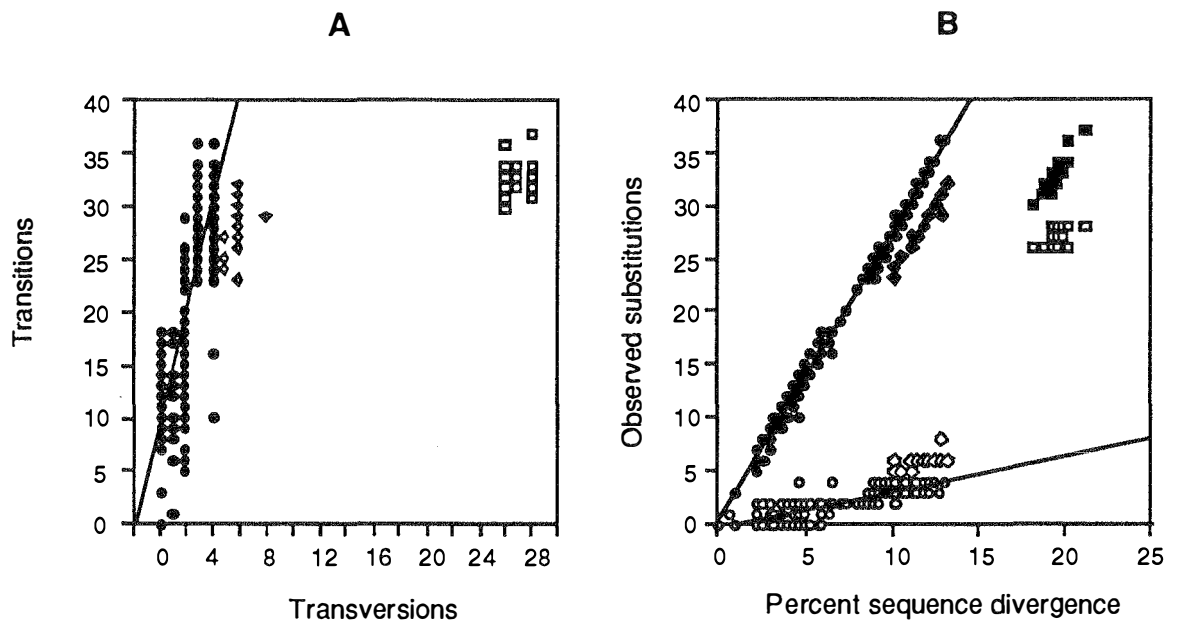 A
B
40
35
30
25
20
15
10
5
0
Transitions
0 4 8 12 16 20 24 28
Transversions
40
35
30
25
20
15
10
5
0
Observed substitutions
0 5 10 15 20 25
Percent sequence divergence